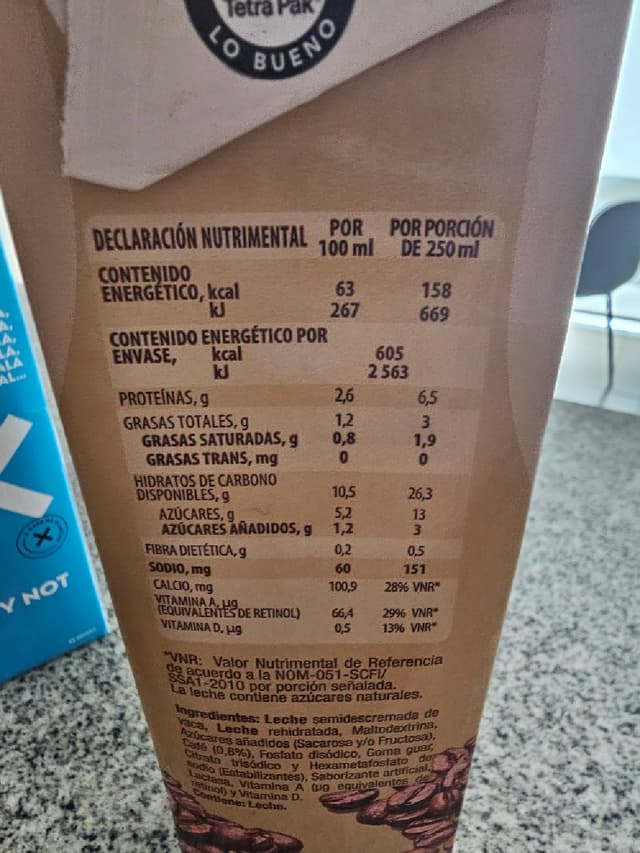 Tetra Pak
LO BUENO
DECLARACIÓN NUTRIMENTAL POR 100 ml POR PORCIÓN DE 250 ml
CONTENIDO
ENERGÉTICO, kcal 63 158
kJ 267 669
CONTENIDO ENERGÉTICO POR
ENVASE, kcal 605
kJ 2 563
PROTEÍNAS, g 2,6 6,5
GRASAS TOTALES, g 1,2 3
GRASAS SATURADAS, g 0,8 1,9
GRASAS TRANS, mg 0 0
HIDRATOS DE CARBONO
DISPONIBLES, g 10,5 26,3
AZÚCARES, g 5,2 13
AZÚCARES AÑADIDOS, g 1,2 3
FIBRA DIETÉTICA, g 0,2 0,5
SODIO, mg 60 151
CALCIO, mg 100,9 28% VNR*
VITAMINA A, µg
(EQUIVALENTES DE RETINOL) 66,4 29% VNR*
VITAMINA D, µg 0,5 13% VNR*
*VNR: Valor Nutrimental de Referencia
de acuerdo a la NOM-051-SCFI/
SSA1-2010 por porción señalada.
La leche contiene azúcares naturales.
Ingredientes: Leche semidescremada de
vaca, Leche rehidratada, Maltodextrina,
Azúcares añadidos (Sacarosa y/o Fructosa),
Café (0,8%), Fosfato disódico, Goma guar,
Citrato trisódico y Hexametafosfato de
sodio (Estabilizantes), Saborizante artificial,
Lactasa, Vitamina A (µg equivalentes de
retinol) y Vitamina D.
Contiene: Leche.
Y NOT